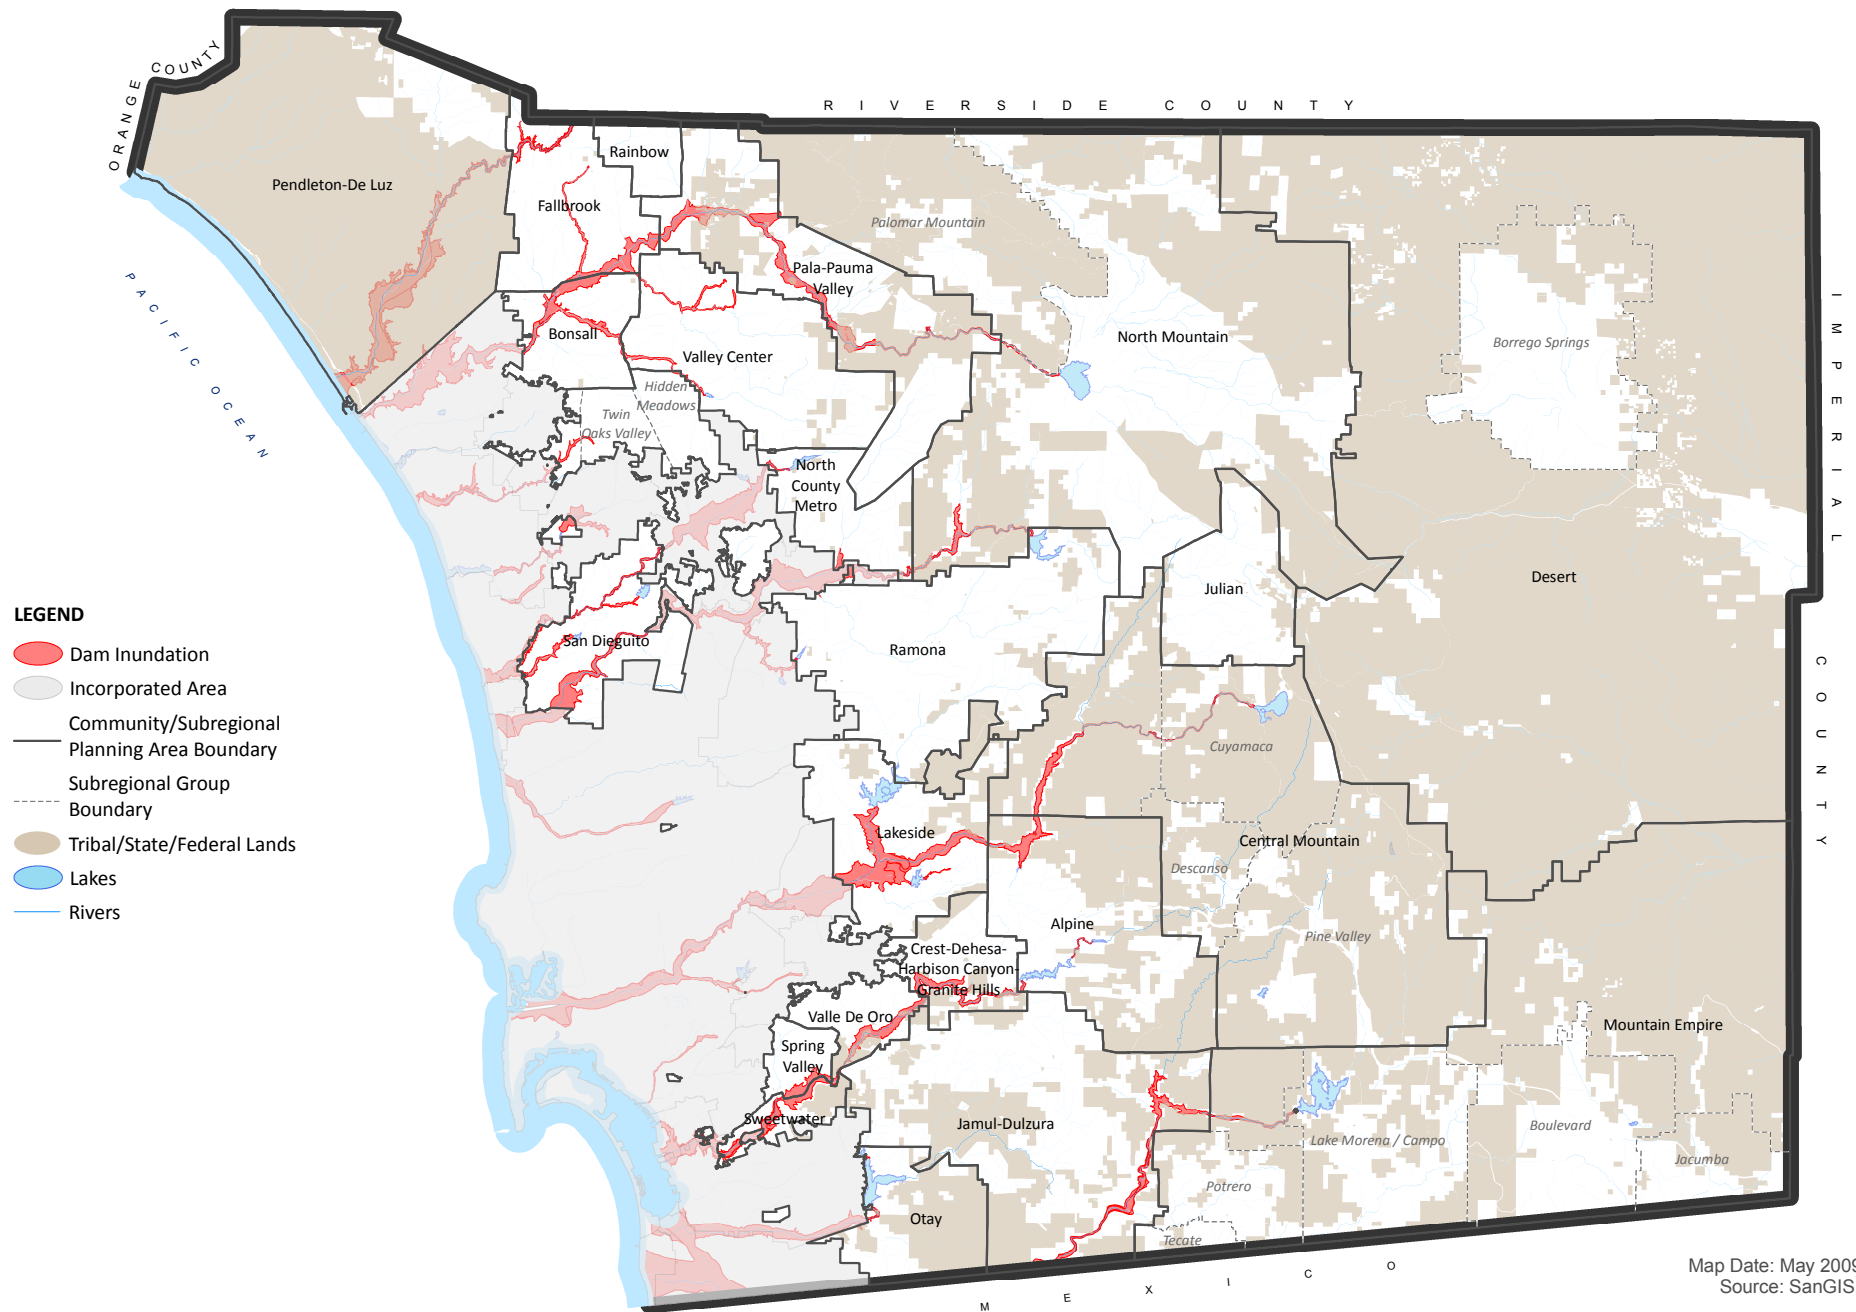 ORANGE COUNTY
RIVERSIDE COUNTY
Rainbow
Pendleton-De Luz
Fallbrook
Palomar Mountain
Pala-Pauma
Valley
PACIFIC OCEAN
IMPERIAL COUNTY
Bonsall
North Mountain
Borrego Springs
Valley Center
Hidden
Meadows
Twin
Oaks Valley
North
County
Metro
Desert
Julian
LEGEND
Dam Inundation
Incorporated Area
Community/Subregional
Planning Area Boundary
Subregional Group
Boundary
Tribal/State/Federal Lands
Lakes
Rivers
San Dieguito
Ramona
Cuyamaca
Lakeside
Central Mountain
Descanso
Alpine
Pine Valley
Crest-Dehesa-
Harbison Canyon-
Granite Hills
Valle De Oro
Mountain Empire
Spring
Valley
Sweetwater
Jamul-Dulzura
Lake Morena / Campo
Boulevard
Jacumba
Potrero
Otay
Tecate
MEXICO
Map Date: May 2009
Source: SanGIS